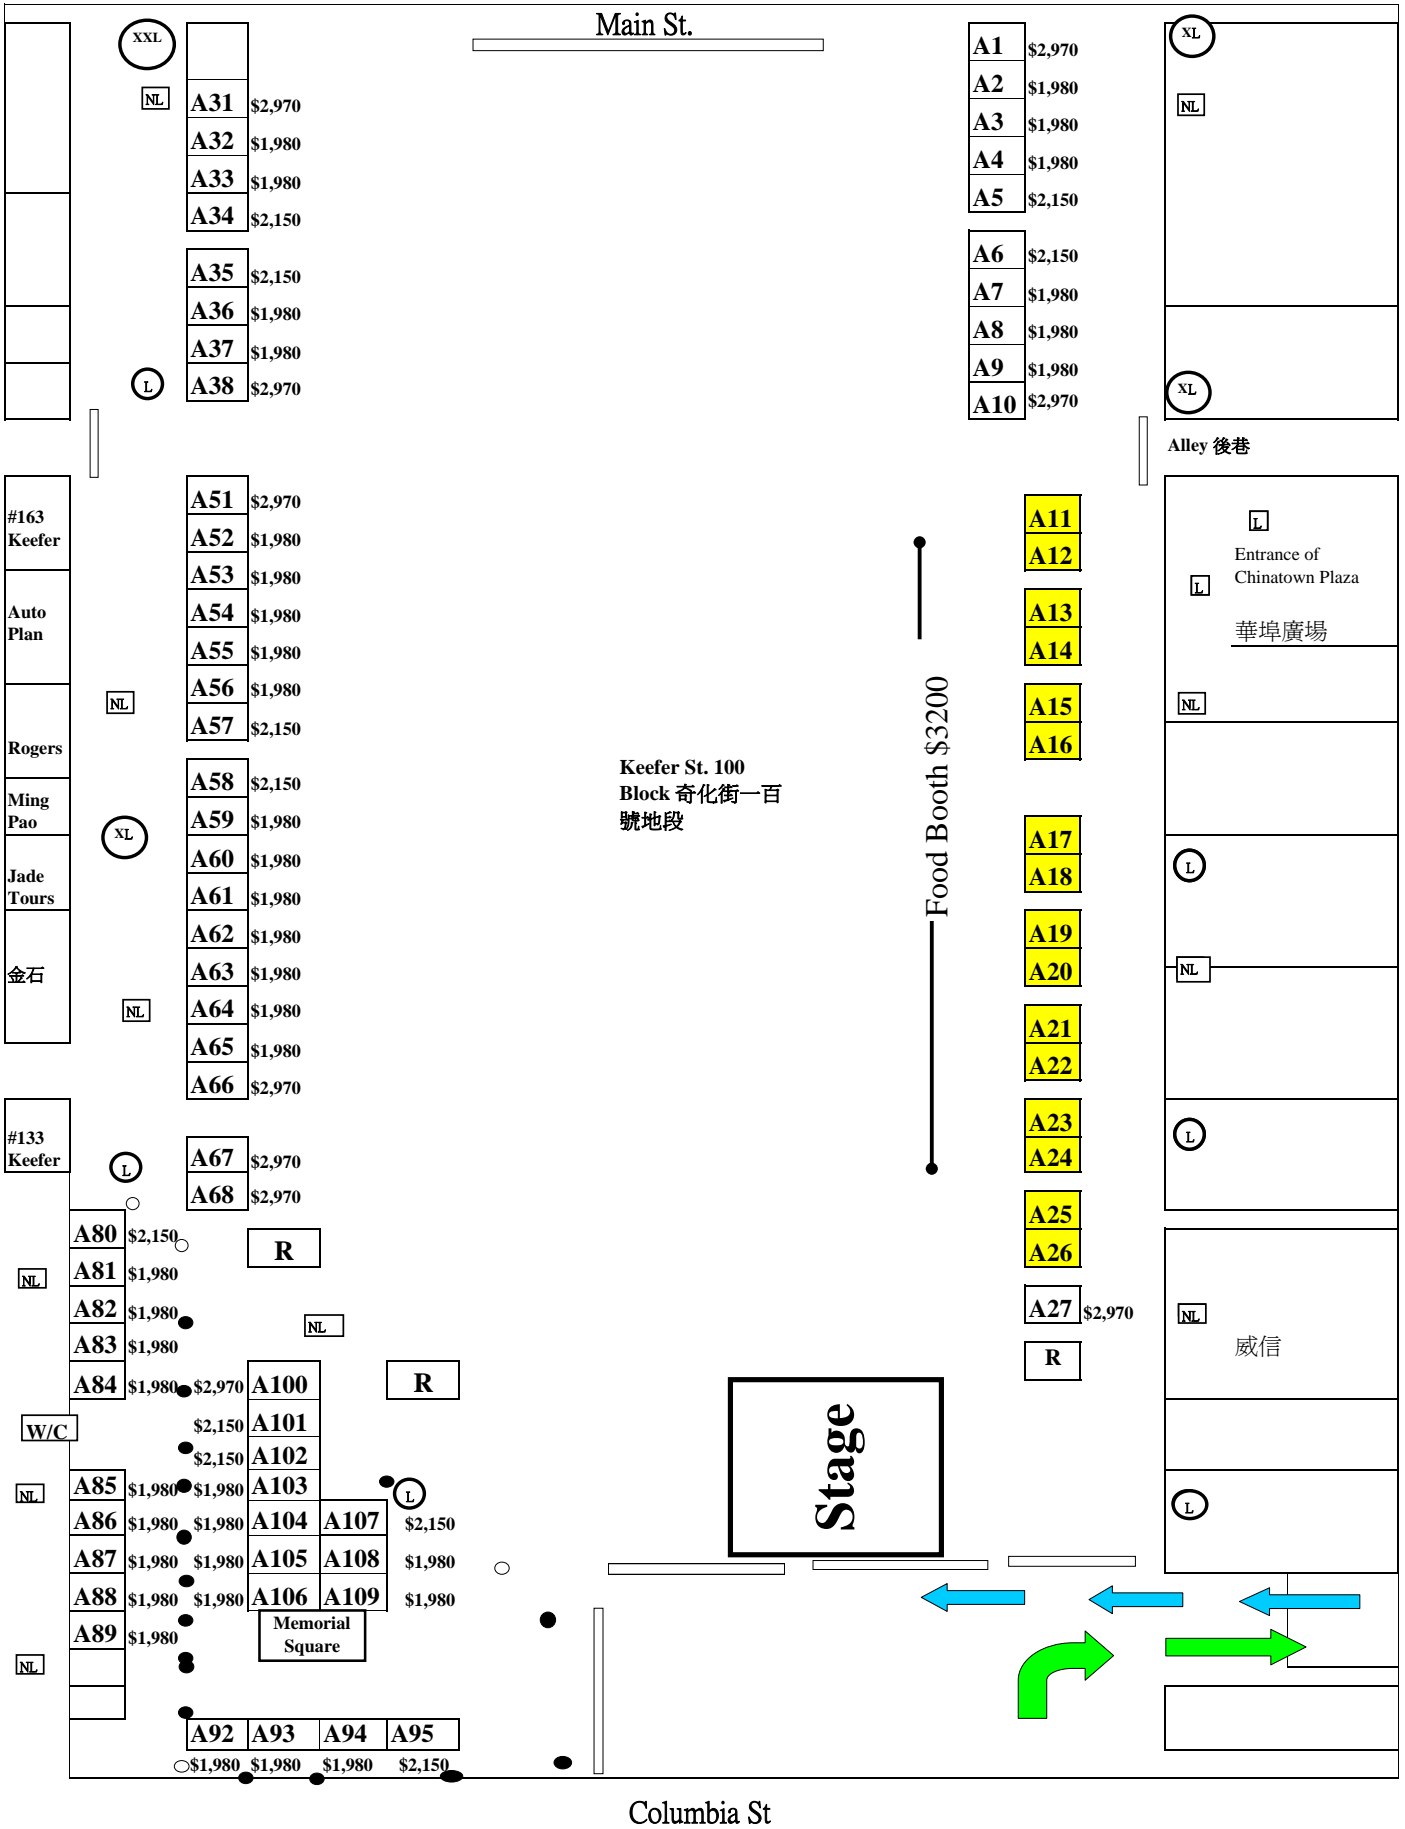 Main St.
XXL
NL
A31 $2,970
A32 $1,980
A33 $1,980
A34 $2,150
A35 $2,150
A36 $1,980
A37 $1,980
L
A38 $2,970
A1 $2,970
A2 $1,980
A3 $1,980
A4 $1,980
A5 $2,150
A6 $2,150
A7 $1,980
A8 $1,980
A9 $1,980
A10 $2,970
XL
NL
XL
Alley 後巷
#163
Keefer
Auto
Plan
Rogers
Ming
Pao
Jade
Tours
金石
#133
Keefer
NL
XL
NL
L
A51 $2,970
A52 $1,980
A53 $1,980
A54 $1,980
A55 $1,980
A56 $1,980
A57 $2,150
A58 $2,150
A59 $1,980
A60 $1,980
A61 $1,980
A62 $1,980
A63 $1,980
A64 $1,980
A65 $1,980
A66 $2,970
A67 $2,970
A68 $2,970
Keefer St. 100
Block 奇化街一百
號地段
Food Booth $3200
A11
A12
A13
A14
A15
A16
A17
A18
A19
A20
A21
A22
A23
A24
A25
A26
A27 $2,970
R
L
Entrance of
Chinatown Plaza
L
華埠廣場
NL
L
NL
L
NL
威信
L
A80 $2,150
A81 $1,980
A82 $1,980
A83 $1,980
A84 $1,980
NL
W/C
NL
A85 $1,980
A86 $1,980
A87 $1,980
A88 $1,980
A89 $1,980
NL
R
NL
R
$2,970 A100
$2,150 A101
$2,150 A102
$1,980 A103
L
$1,980 A104 A107 $2,150
$1,980 A105 A108 $1,980
$1,980 A106 A109 $1,980
Memorial
Square
Stage
A92 A93 A94 A95
$1,980 $1,980 $1,980 $2,150
Columbia St